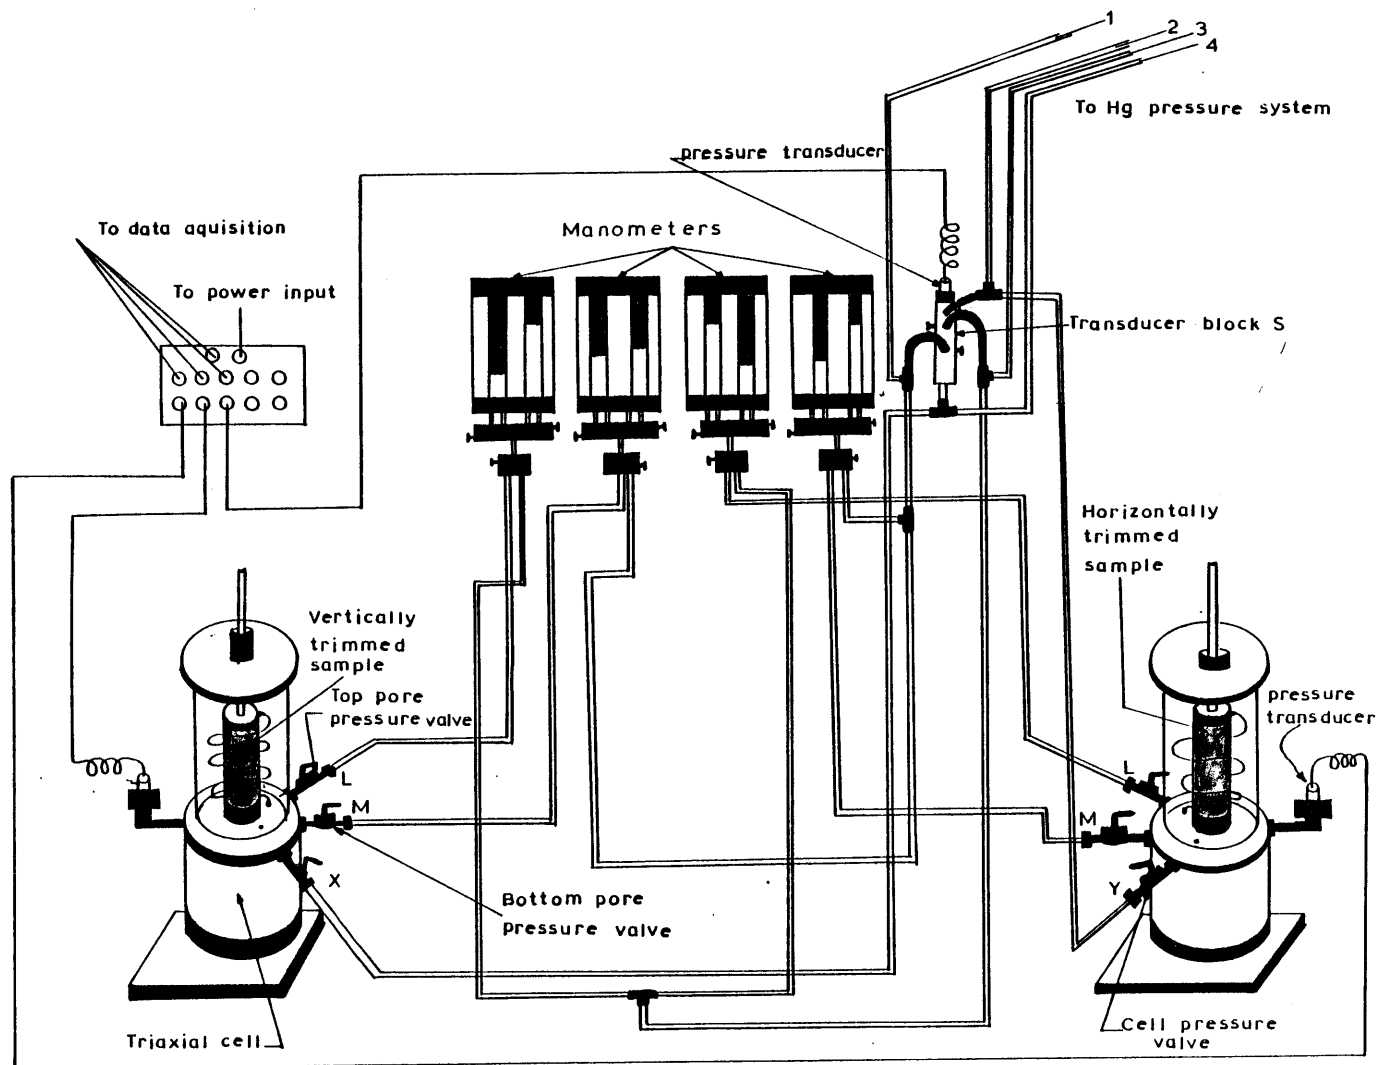 1
2
3
4
To Hg pressure system
pressure transducer
To data aquisition
Manometers
To power input
Transducer block S
Horizontally
trimmed
sample
Vertically
trimmed
sample
Top pore
pressure valve
pressure
transducer
L
L
M
M
X
Y
Bottom pore
pressure valve
Triaxial cell
Cell pressure
valve